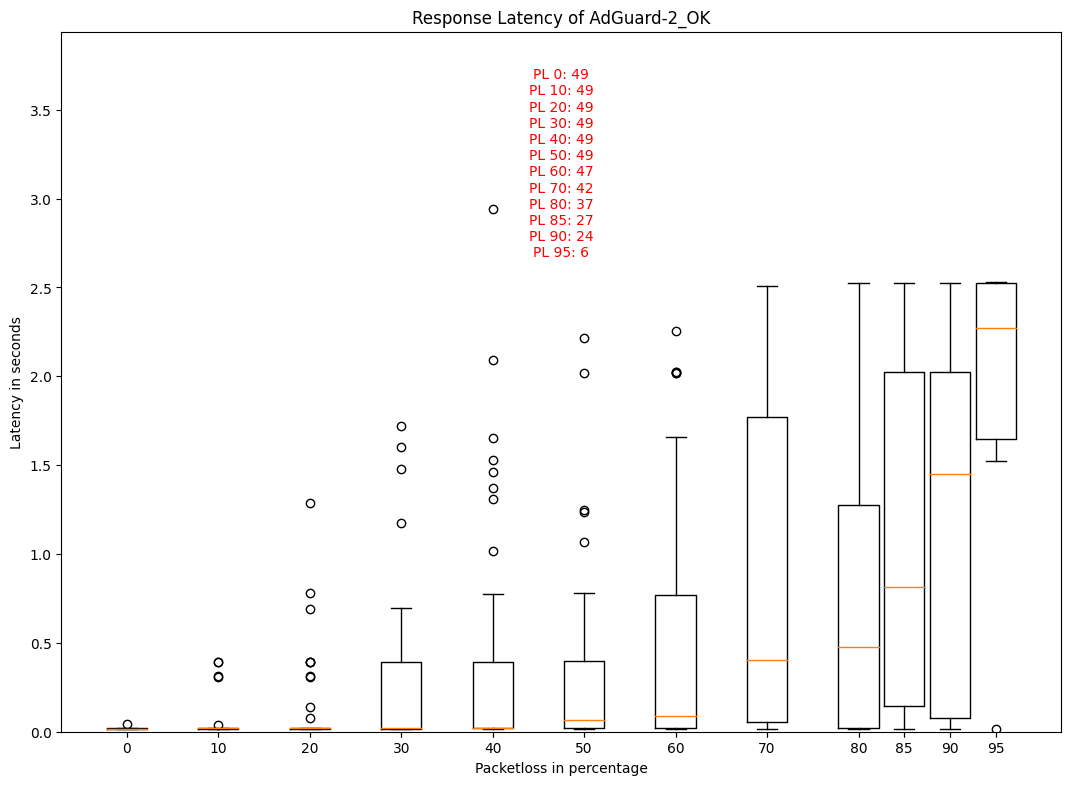 Response Latency of AdGuard-2_OK
PL 0: 49
PL 10: 49
PL 20: 49
PL 30: 49
PL 40: 49
PL 50: 49
PL 60: 47
PL 70: 42
PL 80: 37
PL 85: 27
PL 90: 24
PL 95: 6
Latency in seconds
3.5
3.0
2.5
2.0
1.5
1.0
0.5
0.0
0 10 20 30 40 50 60 70 80 85 90 95
Packetloss in percentage